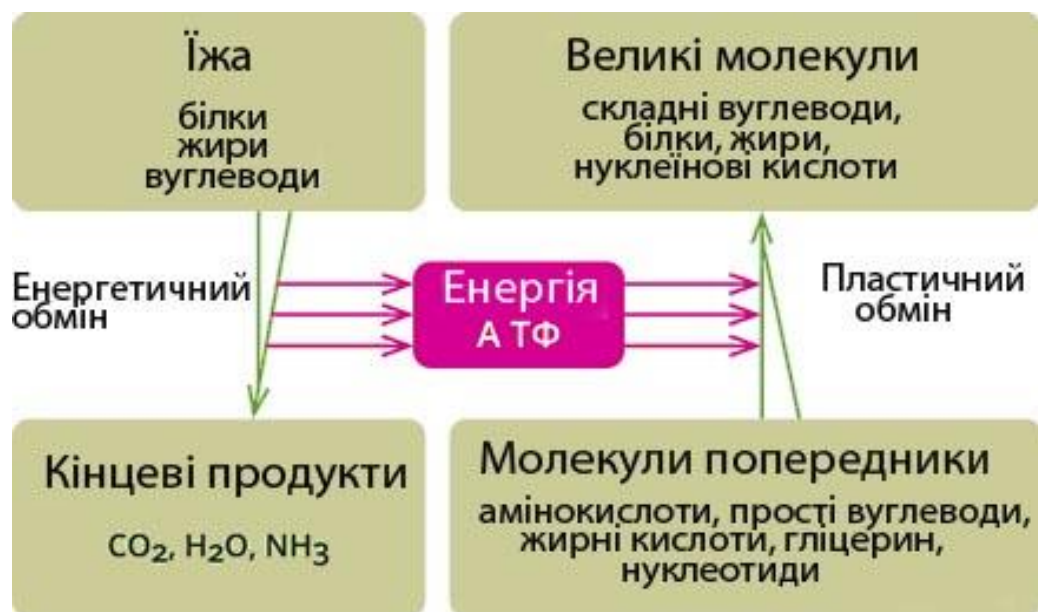 Їжа
білки
жири
вуглеводи
Великі молекули
складні вуглеводи,
білки, жири,
нуклеїнові кислоти
Енергетичний
обмін
Енергія
А ТФ
Пластичний
обмін
Кінцеві продукти
CO₂, H₂O, NH₃
Молекули попередники
амінокислоти, прості вуглеводи,
жирні кислоти, гліцерин,
нуклеотиди